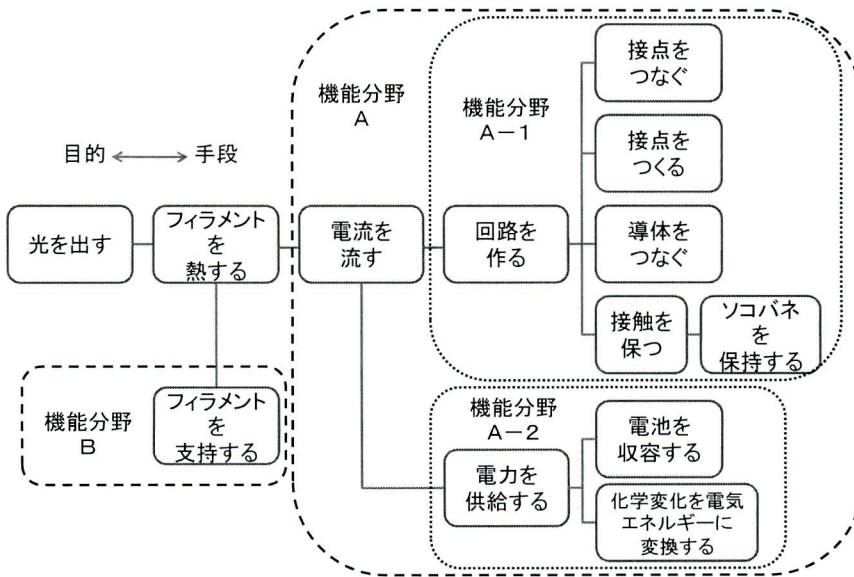 目的 ⟷ 手段
光を出す
フィラメント
を
熱する
機能分野
B
フィラメント
を
支持する
機能分野
A
電流を
流す
機能分野
A－1
回路を
作る
接点を
つなぐ
接点を
つくる
導体を
つなぐ
接触を
保つ
ソコバネ
を
保持する
機能分野
A－2
電力を
供給する
電池を
収容する
化学変化を電気
エネルギーに
変換する